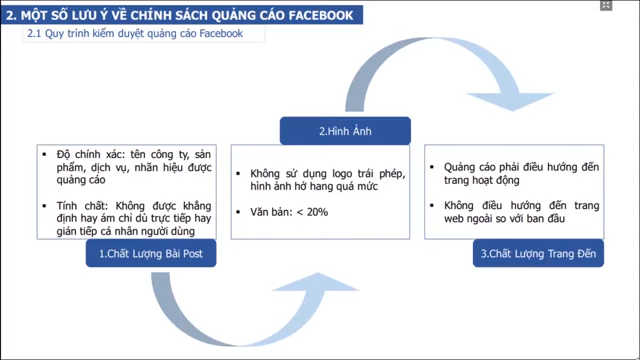 2. MỘT SỐ LƯU Ý VỀ CHÍNH SÁCH QUẢNG CÁO FACEBOOK
2.1 Quy trình kiểm duyệt quảng cáo Facebook
▪ Độ chính xác: tên công ty, sản
phẩm, dịch vụ, nhãn hiệu được
quảng cáo
▪ Tính chất: Không được khẳng
định hay ám chỉ dù trực tiếp hay
gián tiếp cá nhân người dùng
1.Chất Lượng Bài Post
2.Hình Ảnh
▪ Không sử dụng logo trái phép,
hình ảnh hở hang quá mức
▪ Văn bản: < 20%
▪ Quảng cáo phải điều hướng đến
trang hoạt động
▪ Không điều hướng đến trang
web ngoài so với ban đầu
3.Chất Lượng Trang Đến